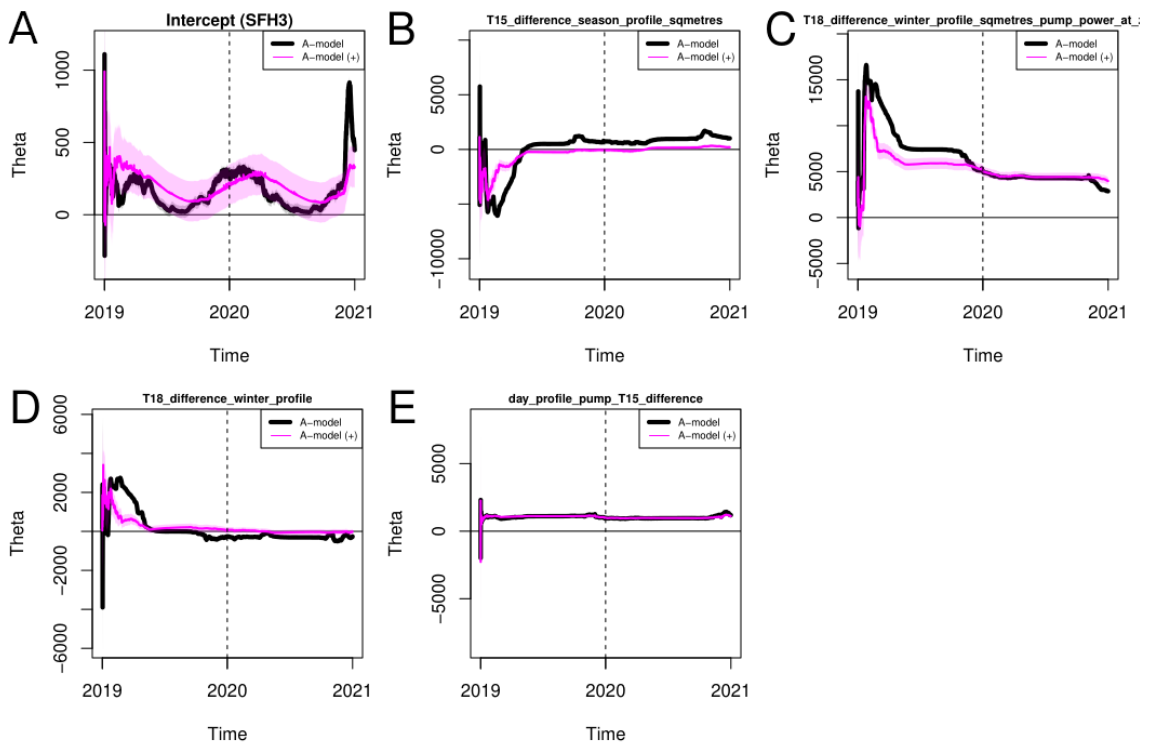 A
Intercept (SFH3)
A−model
A−model (+)
Theta
1000
500
0
2019
2020
2021
Time
B
T15_difference_season_profile_sqmetres
A−model
A−model (+)
Theta
5000
0
−10000
2019
2020
2021
Time
C
T18_difference_winter_profile_sqmetres_pump_power_at_
A−model
A−model (+)
Theta
15000
5000
0
−5000
2019
2020
2021
Time
D
T18_difference_winter_profile
A−model
A−model (+)
Theta
6000
2000
0
−2000
−6000
2019
2020
2021
Time
E
day_profile_pump_T15_difference
A−model
A−model (+)
Theta
5000
0
−5000
2019
2020
2021
Time